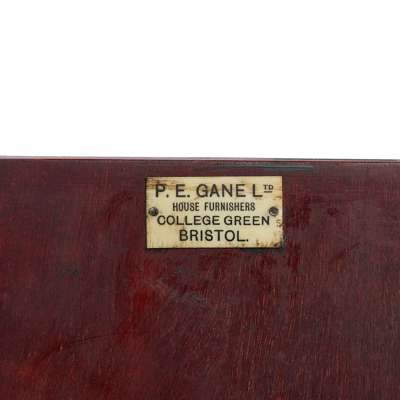 P. E. GANE LTD
HOUSE FURNISHERS
COLLEGE GREEN
BRISTOL.